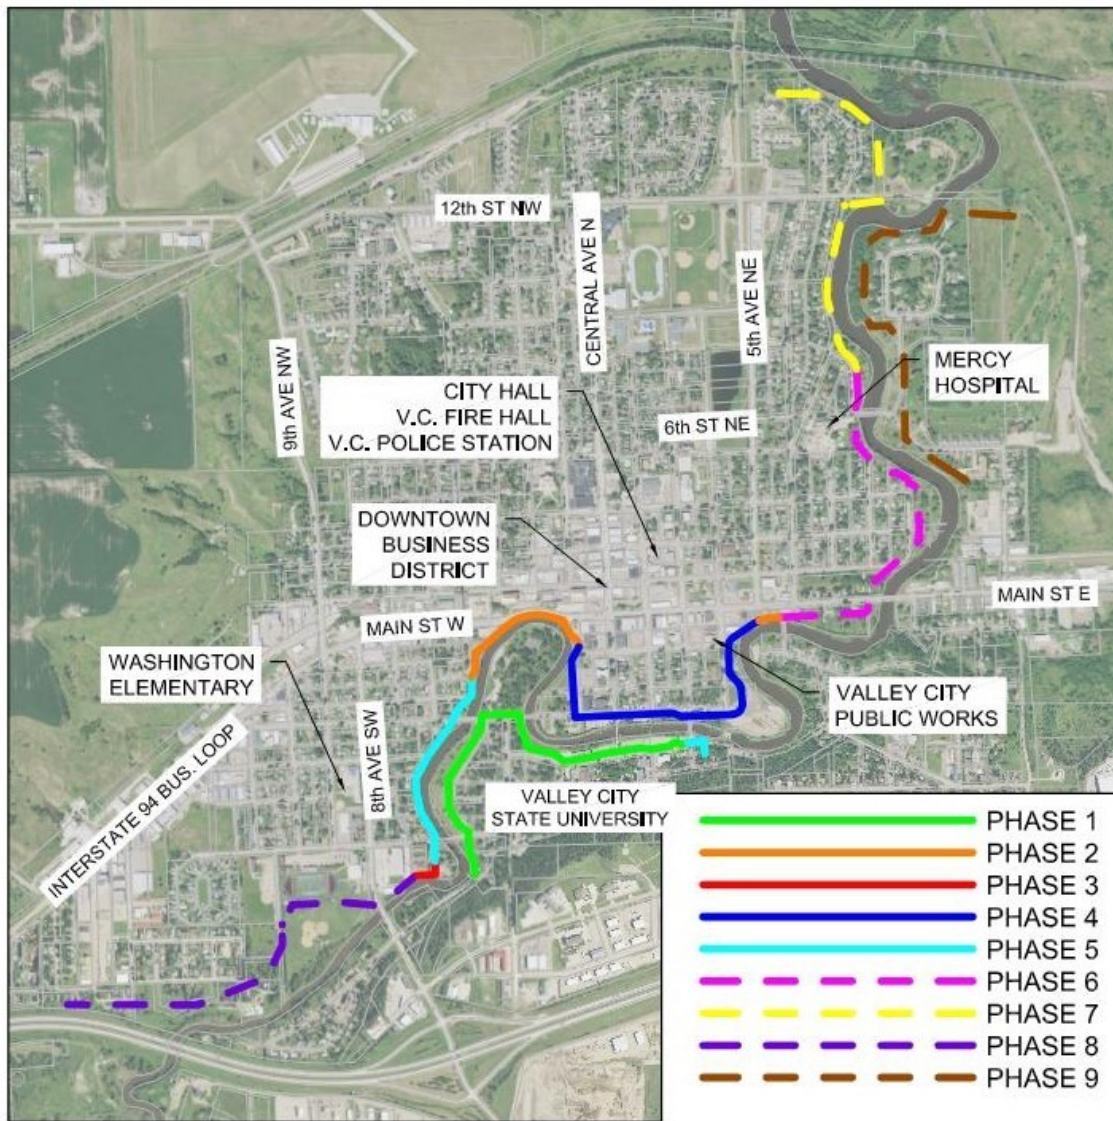 12th ST NW
CENTRAL AVE N
5th AVE NE
9th AVE NW
MERCY
HOSPITAL
CITY HALL
V.C. FIRE HALL
V.C. POLICE STATION
6th ST NE
DOWNTOWN
BUSINESS
DISTRICT
MAIN ST E
MAIN ST W
WASHINGTON
ELEMENTARY
VALLEY CITY
PUBLIC WORKS
8th AVE SW
INTERSTATE 94 BUS. LOOP
VALLEY CITY
STATE UNIVERSITY
PHASE 1
PHASE 2
PHASE 3
PHASE 4
PHASE 5
PHASE 6
PHASE 7
PHASE 8
PHASE 9